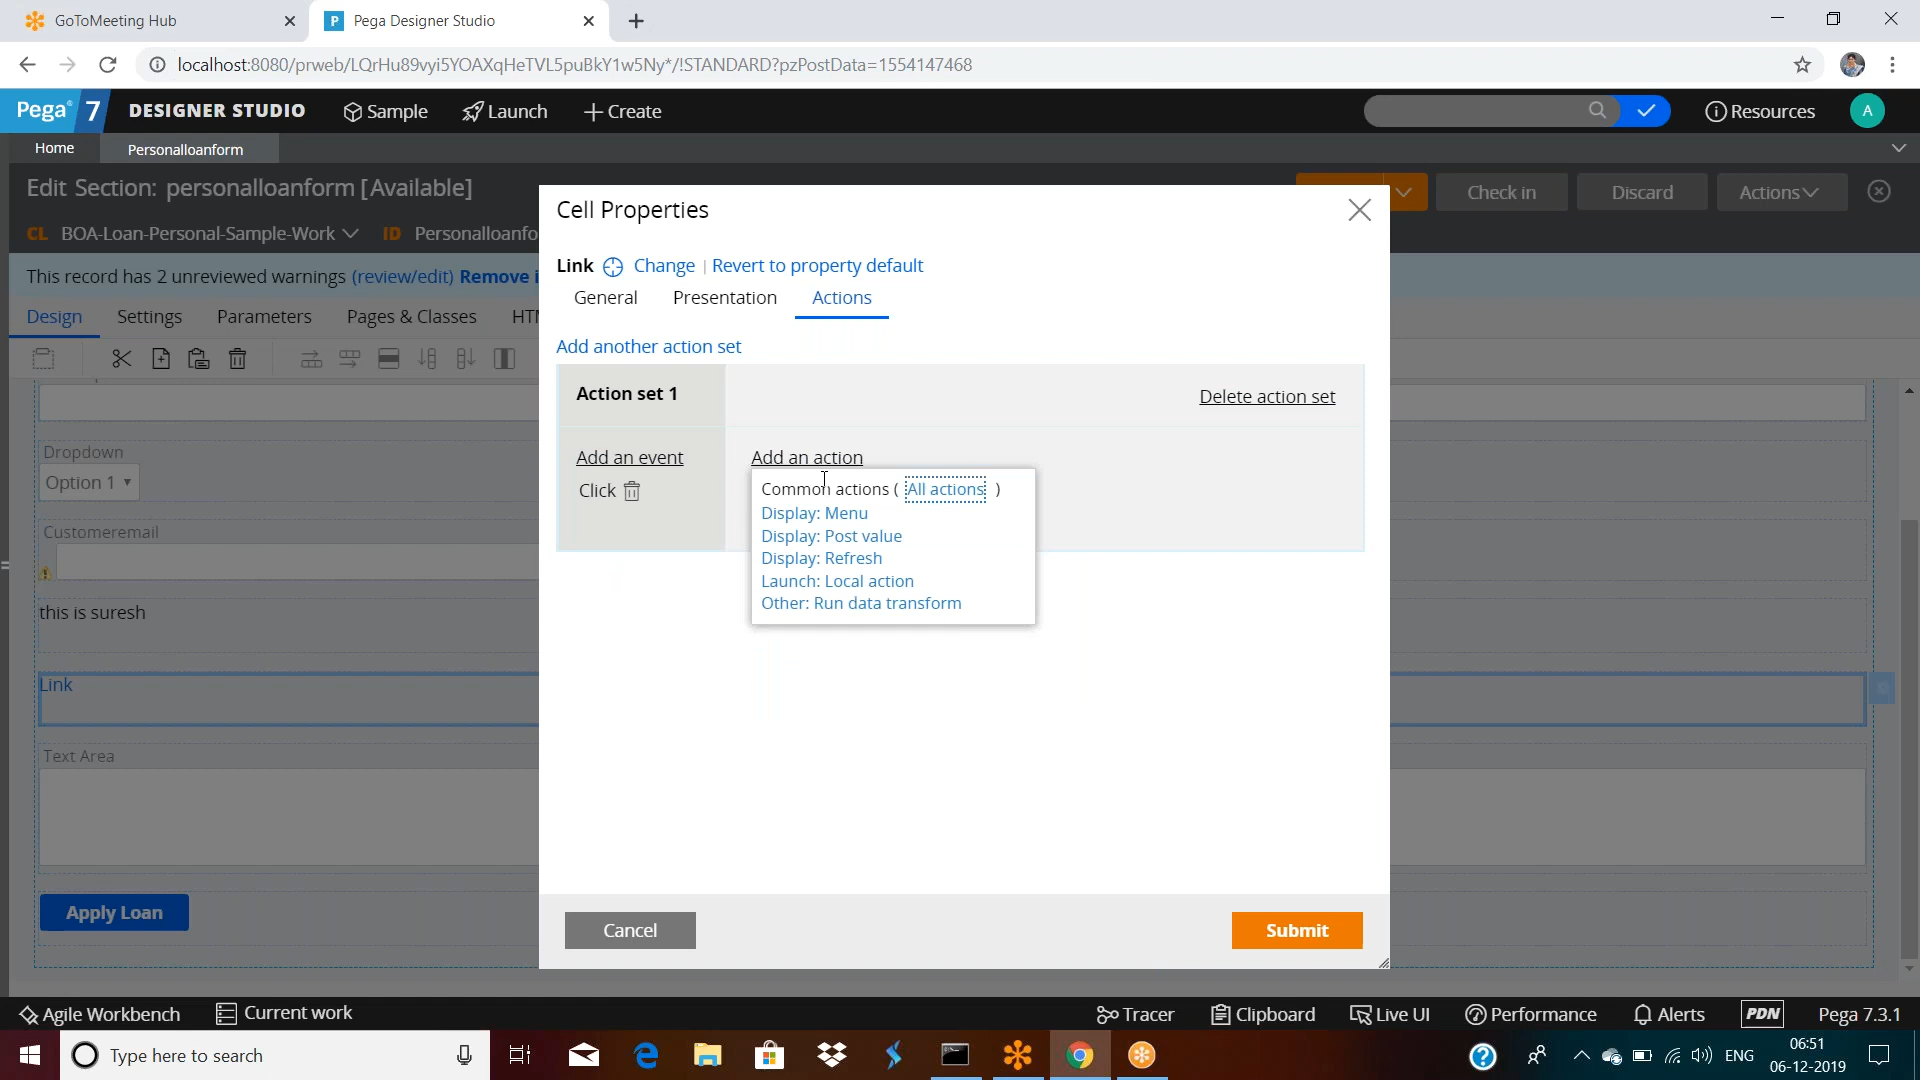 GoToMeeting Hub
P Pega Designer Studio
localhost:8080/prweb/LQrHu89vyi5YOAXqHeTVL5puBkY1w5Ny*/!STANDARD?pzPostData=1554147468
Pega 7 DESIGNER STUDIO Sample Launch Create Resources A
Home Personalloanform
Edit Section: personalloanform [Available]
Check in Discard Actions
CL BOA-Loan-Personal-Sample-Work ID Personalloanfo
This record has 2 unreviewed warnings (review/edit) Remove i
Design Settings Parameters Pages & Classes HT
Dropdown
Option 1
Customeremail
this is suresh
Link
Text Area
Apply Loan
Cell Properties
Link Change | Revert to property default
General Presentation Actions
Add another action set
Action set 1 Delete action set
Add an event Add an action
Click
Common actions ( All actions )
Display: Menu
Display: Post value
Display: Refresh
Launch: Local action
Other: Run data transform
Cancel Submit
Agile Workbench Current work Tracer Clipboard Live UI Performance Alerts PDN Pega 7.3.1
Type here to search ENG 06:51
06-12-2019